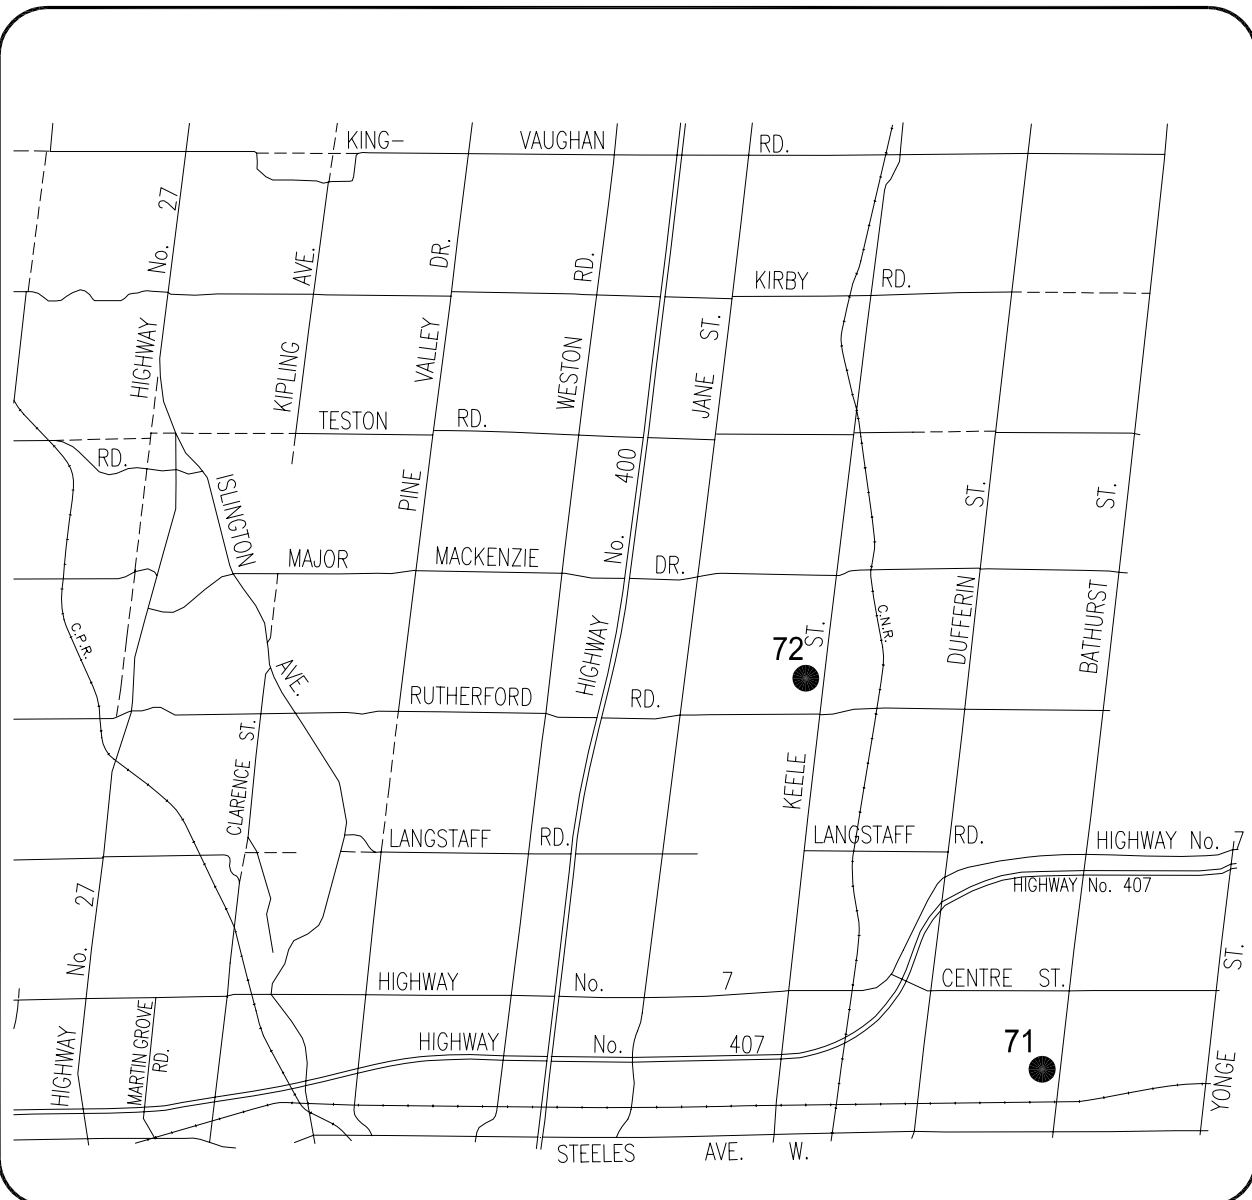 KING– VAUGHAN RD.
HIGHWAY No. 27
KIPLING AVE.
PINE VALLEY DR.
WESTON RD.
KIRBY RD.
JANE ST.
TESTON RD.
RD.
ISLINGTON AVE.
HIGHWAY No. 400
MAJOR MACKENZIE DR.
C.P.R.
C.N.R.
KEELE ST.
DUFFERIN ST.
BATHURST ST.
72
RUTHERFORD RD.
CLARENCE ST.
LANGSTAFF RD.
LANGSTAFF RD.
HIGHWAY No. 7
HIGHWAY No. 407
HIGHWAY No. 27
HIGHWAY No. 7
CENTRE ST.
MARTIN GROVE RD.
HIGHWAY No. 407
71
YONGE ST.
STEELES AVE. W.